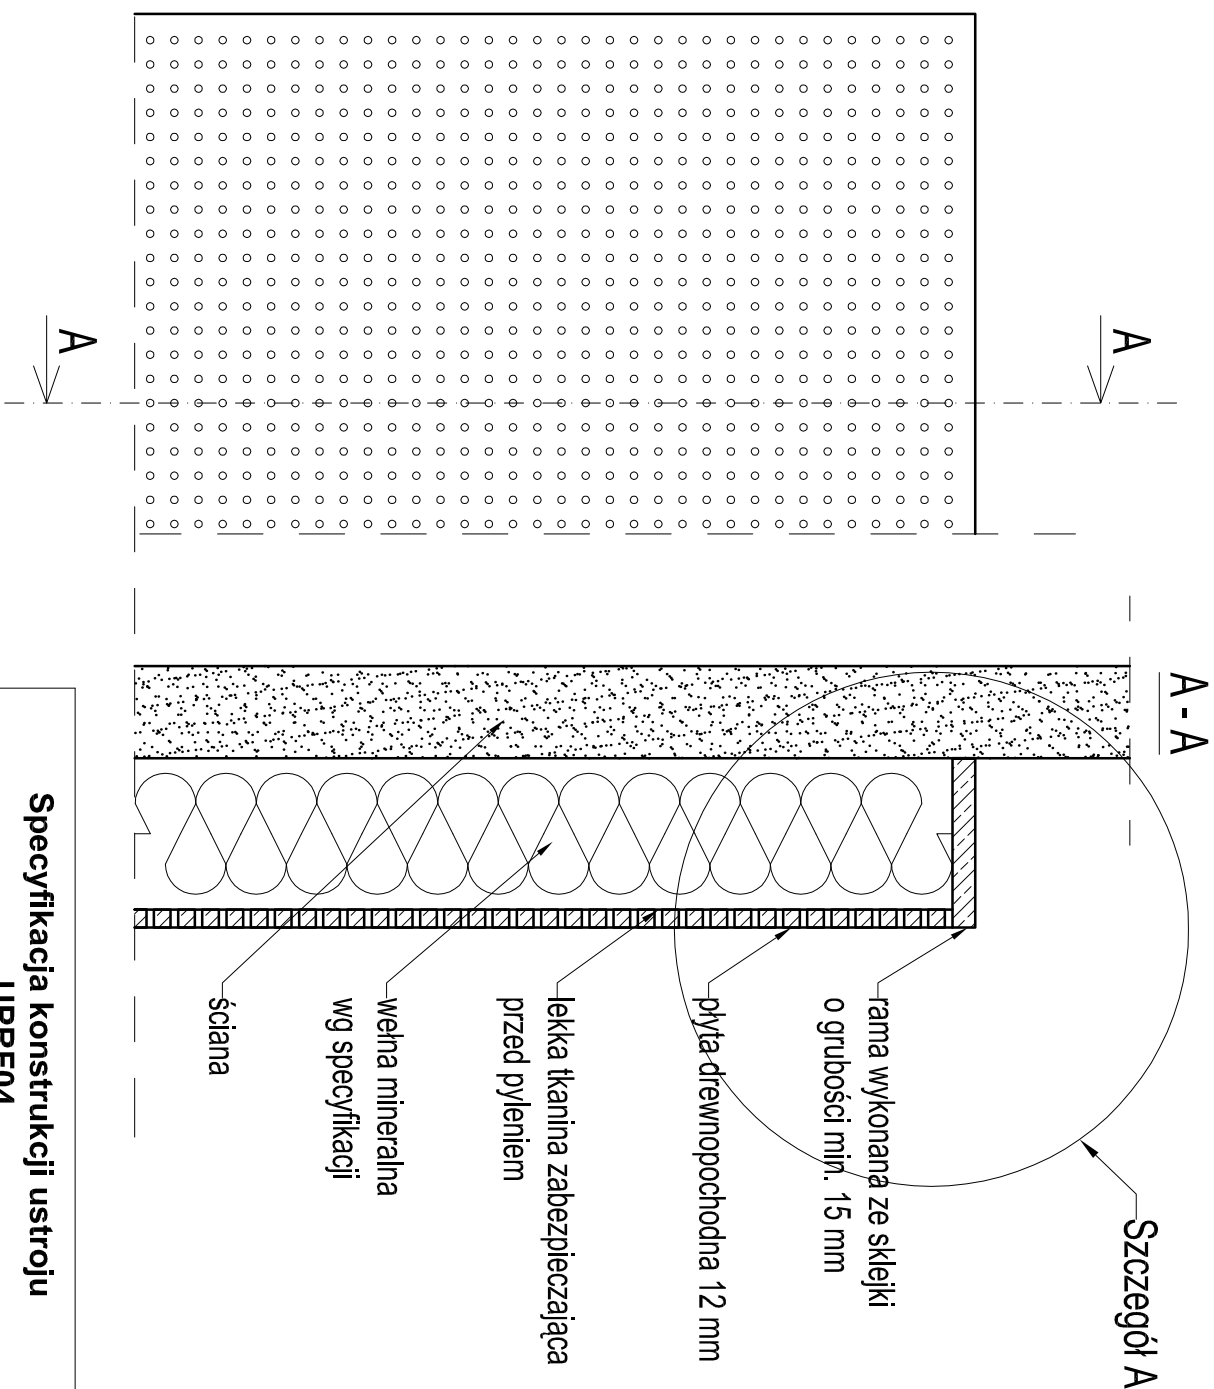 A
A
A - A
Szczegół A
rama wykonana ze sklejki
o grubości min. 15 mm
płyta drewnopochodna 12 mm
lekka tkanina zabezpieczająca
przed pyleniem
wełna mineralna
wg specyfikacji
ściana
Specyfikacja konstrukcji ustroju